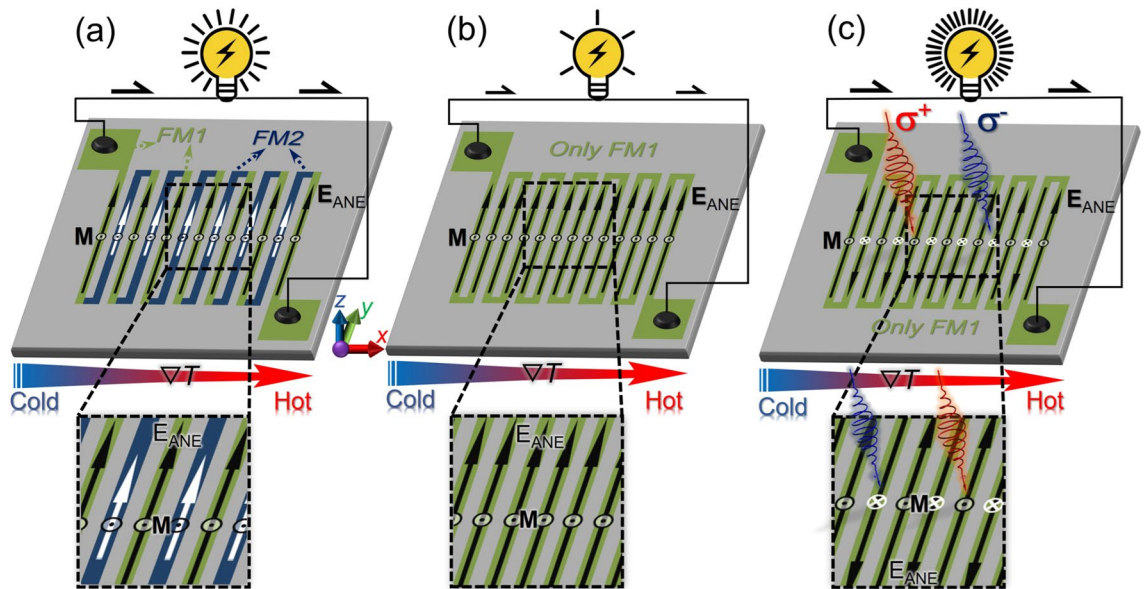 (a)
FM1
FM2
E_ANE
M
z
y
x
∇T
Cold
Hot
E_ANE
M
(b)
Only FM1
E_ANE
M
∇T
Cold
Hot
E_ANE
M
(c)
σ⁺
σ⁻
E_ANE
M
Only FM1
∇T
Cold
Hot
M
E_ANE